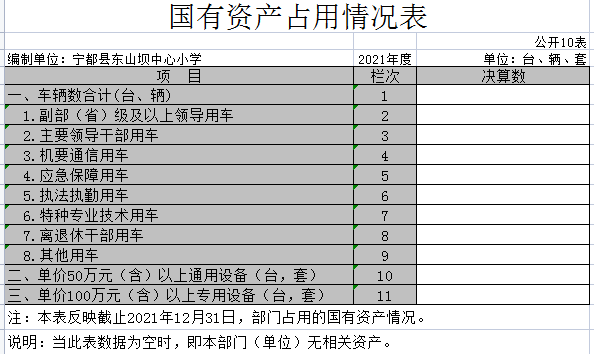 国有资产占用情况表
公开10表
编制单位：宁都县东山坝中心小学 2021年度 单位：台、辆、套
项 目 栏次 决算数
一、车辆数合计(台、辆) 1
1.副部（省）级及以上领导用车 2
2.主要领导干部用车 3
3.机要通信用车 4
4.应急保障用车 5
5.执法执勤用车 6
6.特种专业技术用车 7
7.离退休干部用车 8
8.其他用车 9
二、单价50万元（含）以上通用设备（台，套） 10
三、单价100万元（含）以上专用设备（台，套） 11
注：本表反映截止2021年12月31日，部门占用的国有资产情况。
说明：当此表数据为空时，即本部门（单位）无相关资产。